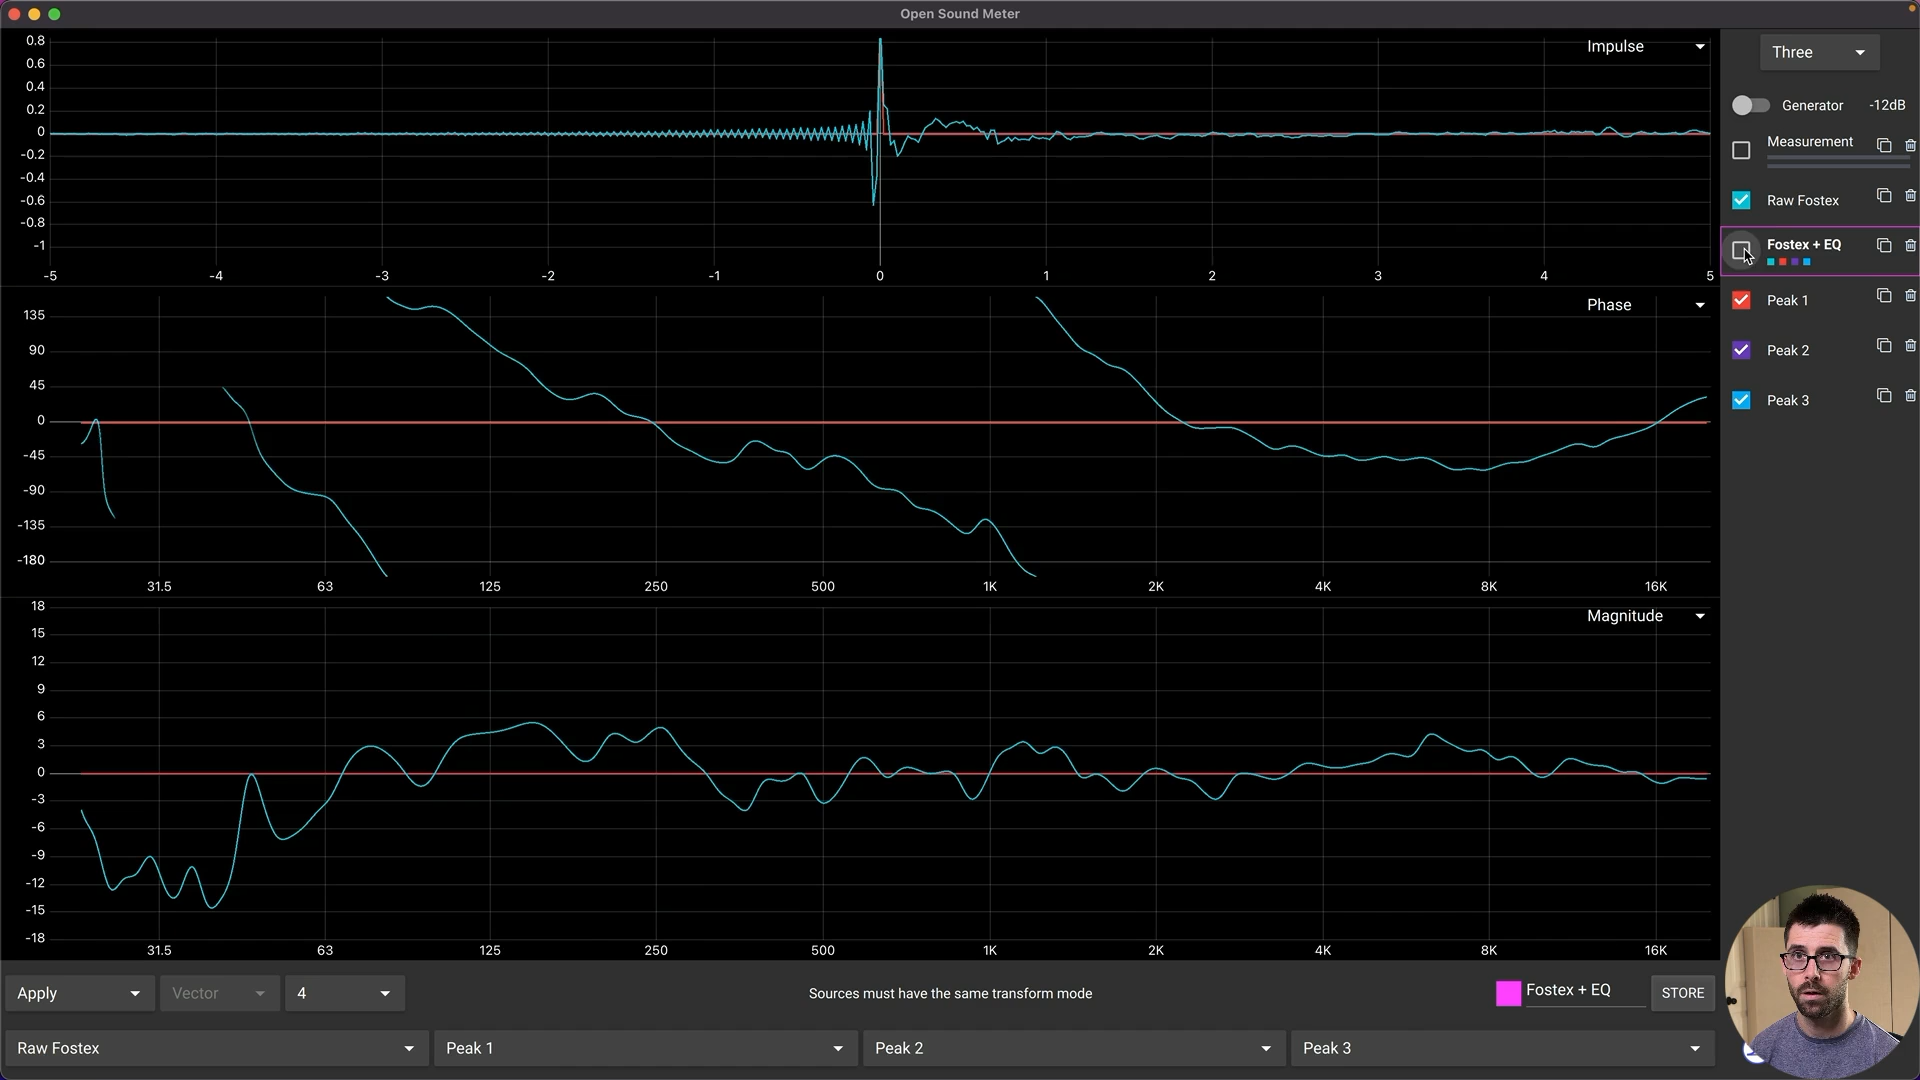 Open Sound Meter
0.8
0.6
0.4
0.2
0
-0.2
-0.4
-0.6
-0.8
-1
-5 -4 -3 -2 -1 0 1 2 3 4 5
Impulse
Three
Generator -12dB
Measurement
Raw Fostex
Fostex + EQ
Peak 1
Peak 2
Peak 3
Phase
135
90
45
0
-45
-90
-135
-180
31.5 63 125 250 500 1K 2K 4K 8K 16K
Magnitude
18
15
12
9
6
3
0
-3
-6
-9
-12
-15
-18
31.5 63 125 250 500 1K 2K 4K 8K 16K
Apply Vector 4 Sources must have the same transform mode Fostex + EQ STORE
Raw Fostex Peak 1 Peak 2 Peak 3